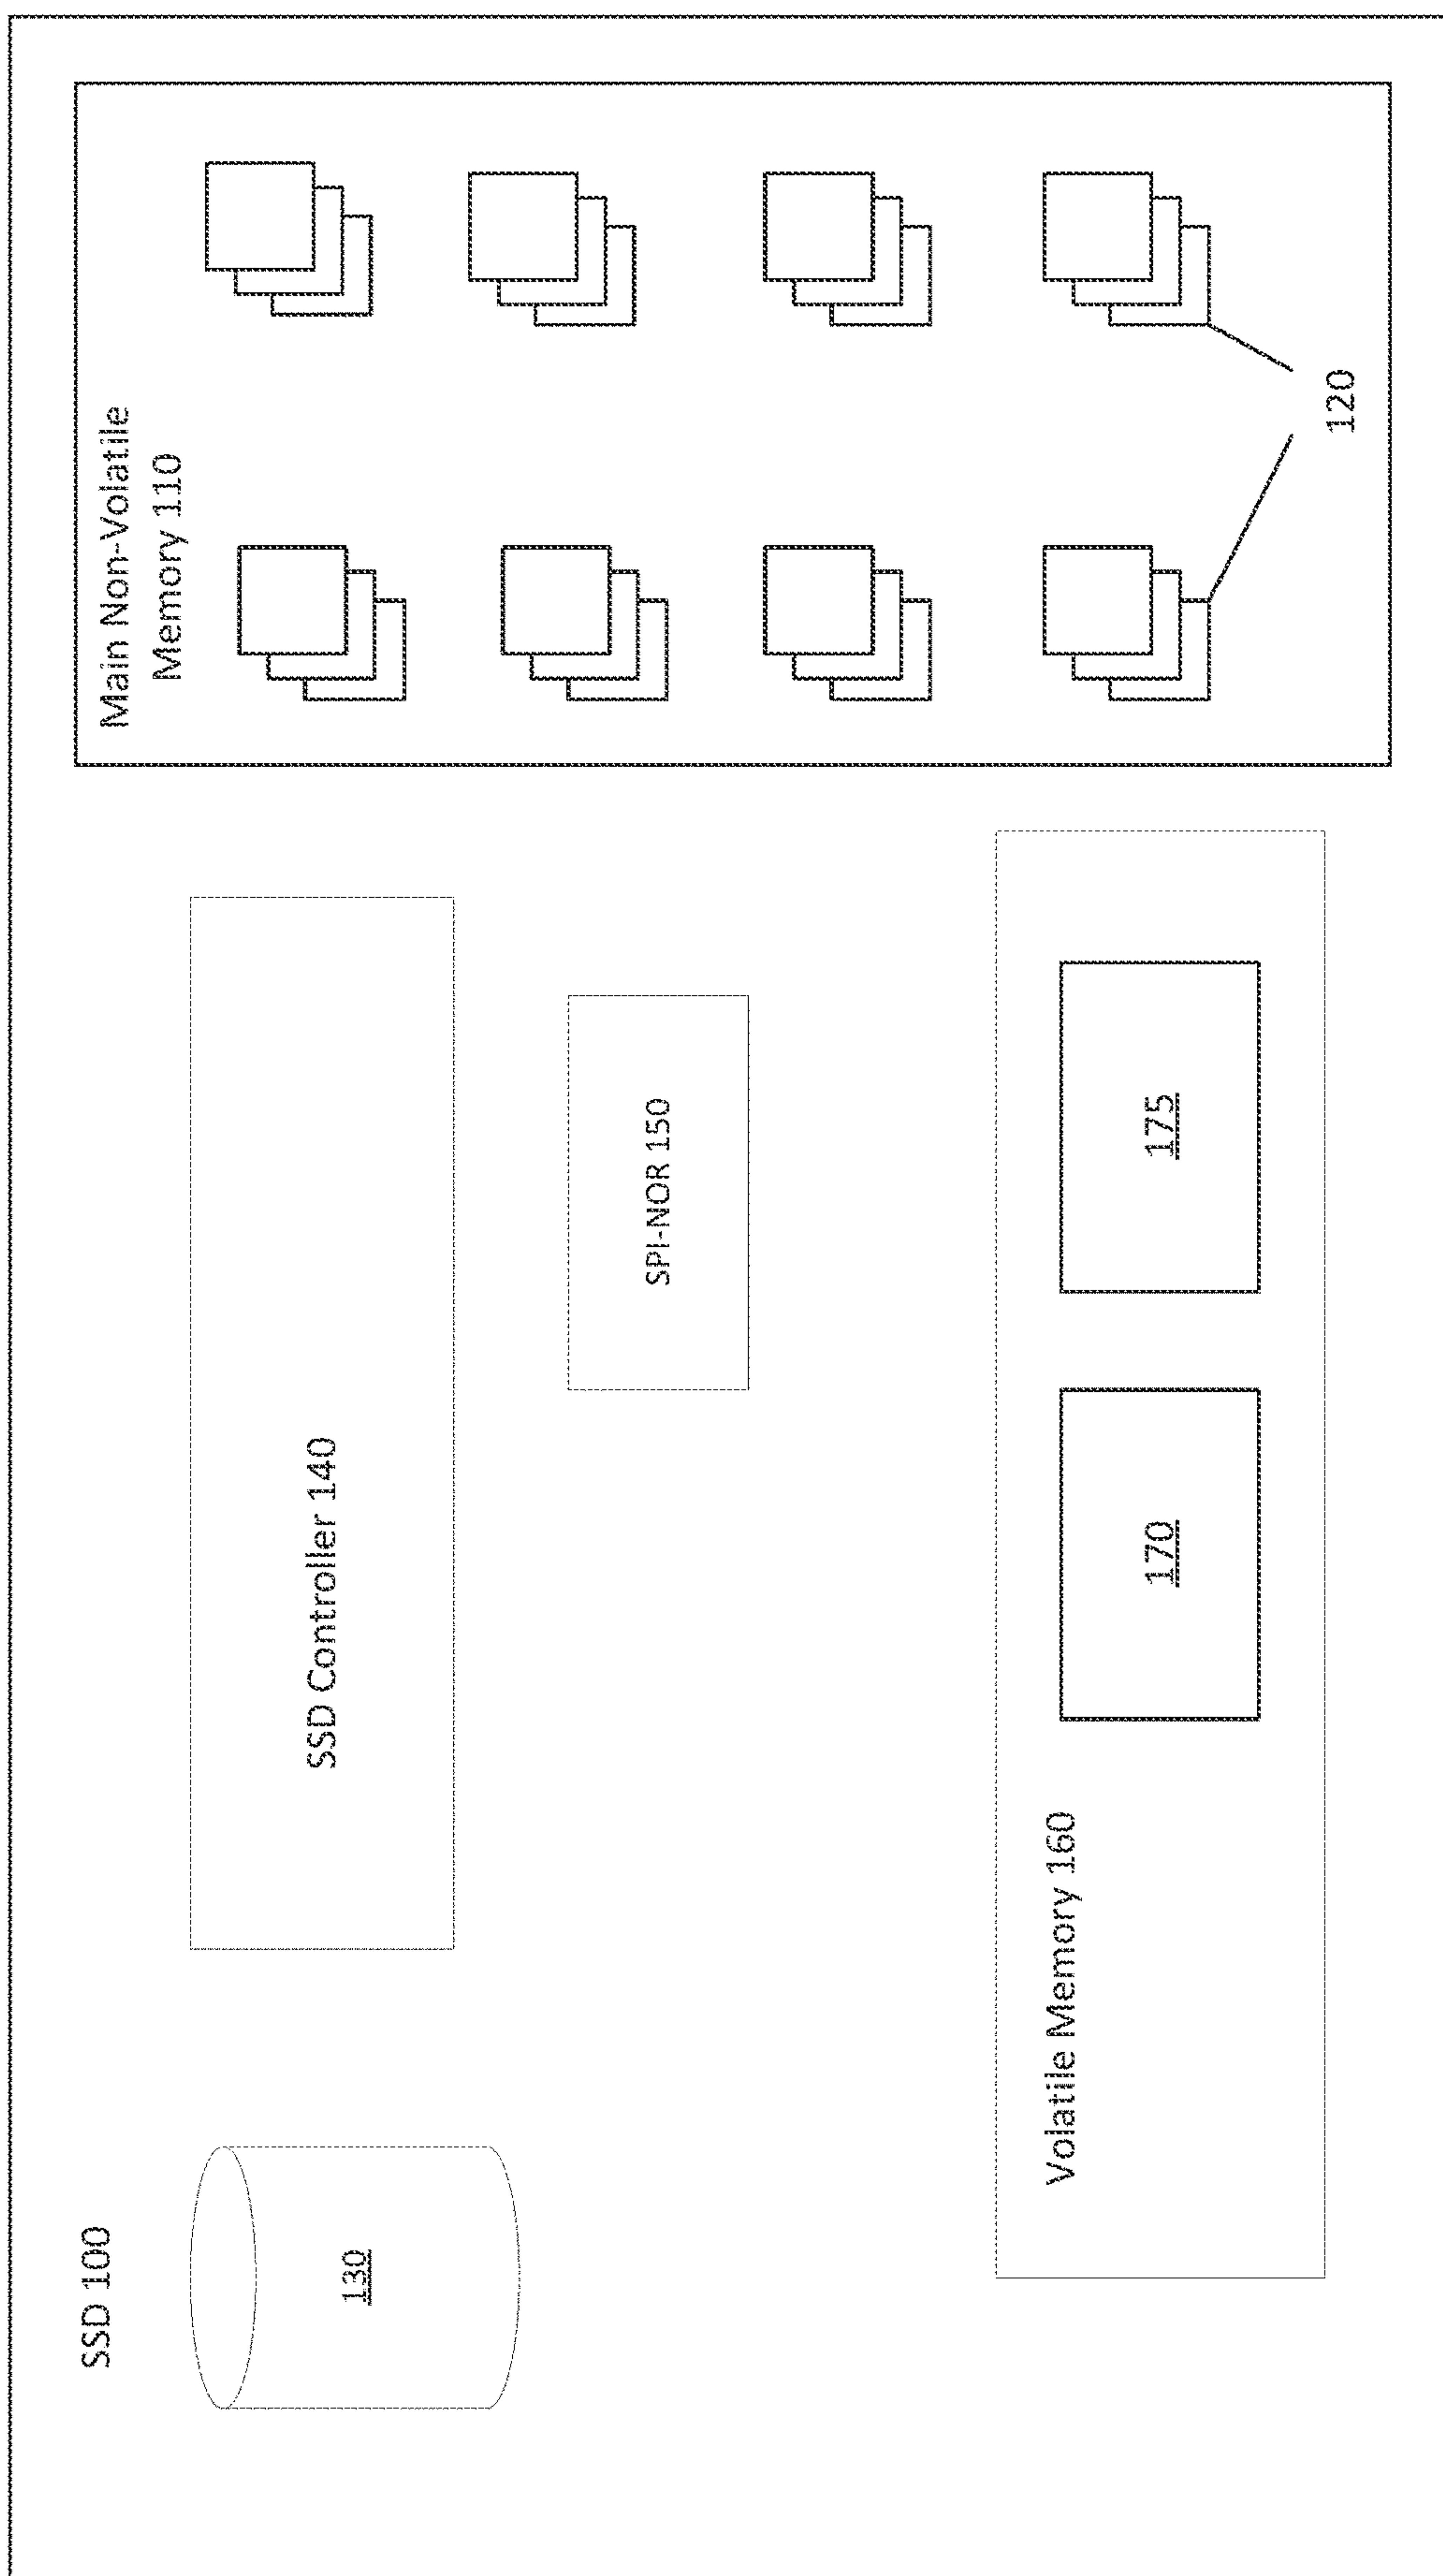 SSD 100
130
SSD Controller 140
SPI-NOR 150
Volatile Memory 160
170
175
Main Non-Volatile
Memory 110
120